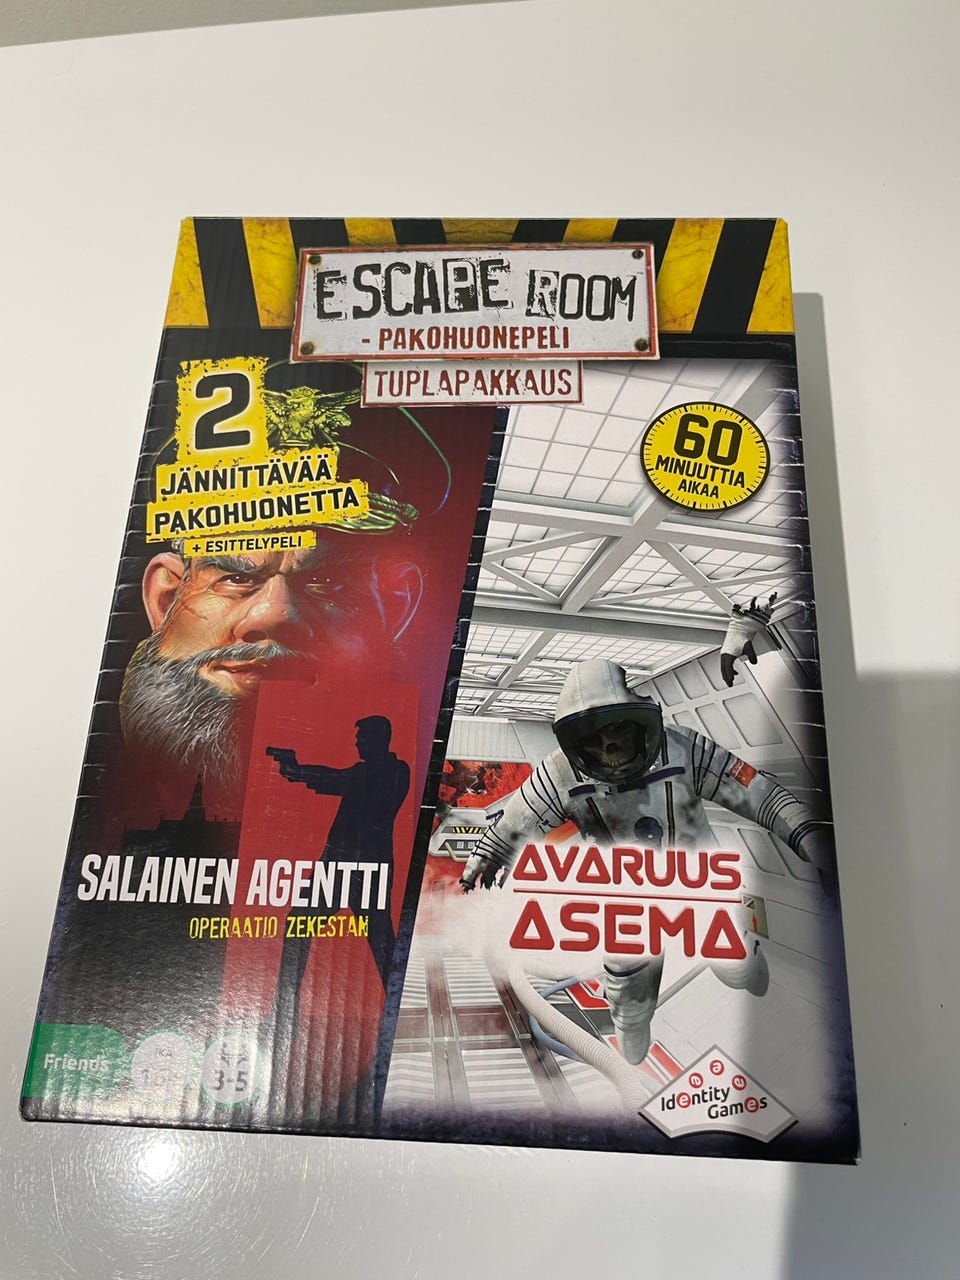 ESCAPE ROOM
- PAKOHUONEPELI
TUPLAPAKKAUS
2
JÄNNITTÄVÄÄ
PAKOHUONETTA
+ ESITTELYPELI
60
MINUUTTIA
AIKAA
SALAINEN AGENTTI
OPERAATIO ZEKESTAN
AVARUUS
ASEMA
Friends
IKÄ
3-5
Identity
Games